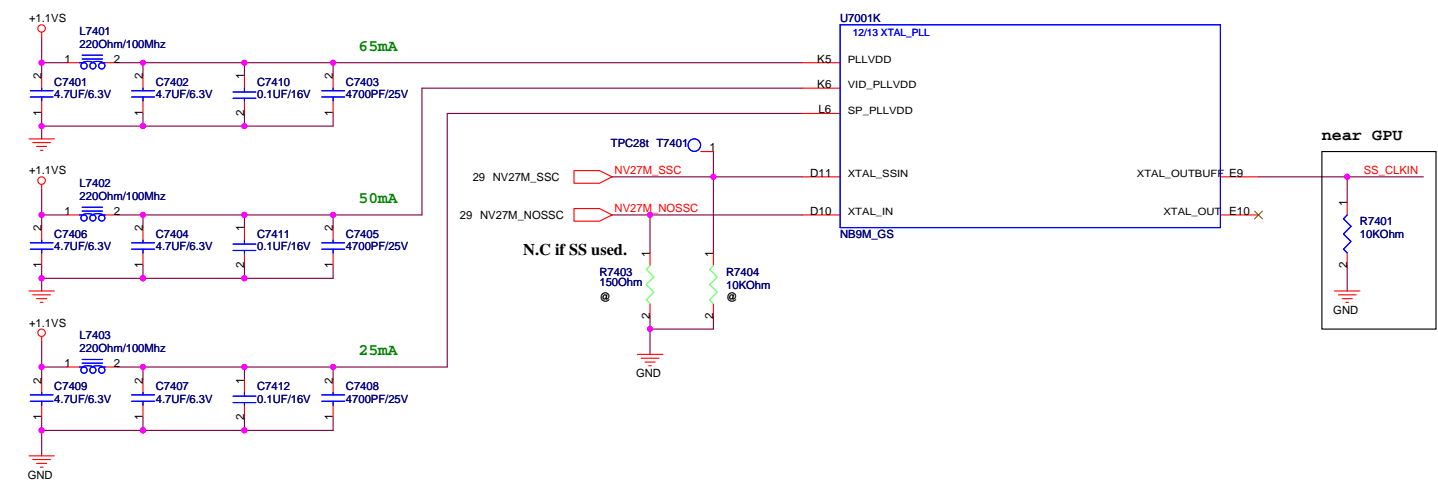 +1.1VS
L7401
220Ohm/100Mhz
1 2
65mA
2 2 1 2
C7401 C7402 C7410 C7403
4.7UF/6.3V 4.7UF/6.3V 0.1UF/16V 4700PF/25V
1 1 2 1
+1.1VS
L7402
220Ohm/100Mhz
1 2
50mA
2 2 1 2
C7406 C7404 C7411 C7405
4.7UF/6.3V 4.7UF/6.3V 0.1UF/16V 4700PF/25V
1 1 2 1
+1.1VS
L7403
220Ohm/100Mhz
1 2
25mA
2 2 1 2
C7409 C7407 C7412 C7408
4.7UF/6.3V 4.7UF/6.3V 0.1UF/16V 4700PF/25V
1 1 2 1
GND
U7001K
12/13 XTAL_PLL
K5 PLLVDD
K6 VID_PLLVDD
L6 SP_PLLVDD
TPC28t T7401 1
29 NV27M_SSC NV27M_SSC D11 XTAL_SSIN
29 NV27M_NOSSC NV27M_NOSSC D10 XTAL_IN
XTAL_OUTBUFF E9
XTAL_OUT E10
NB9M_GS
N.C if SS used.
1 1
R7403 R7404
150Ohm 10KOhm
@ @
2 2
GND
near GPU
SS_CLKIN
1
R7401
10KOhm
2
GND